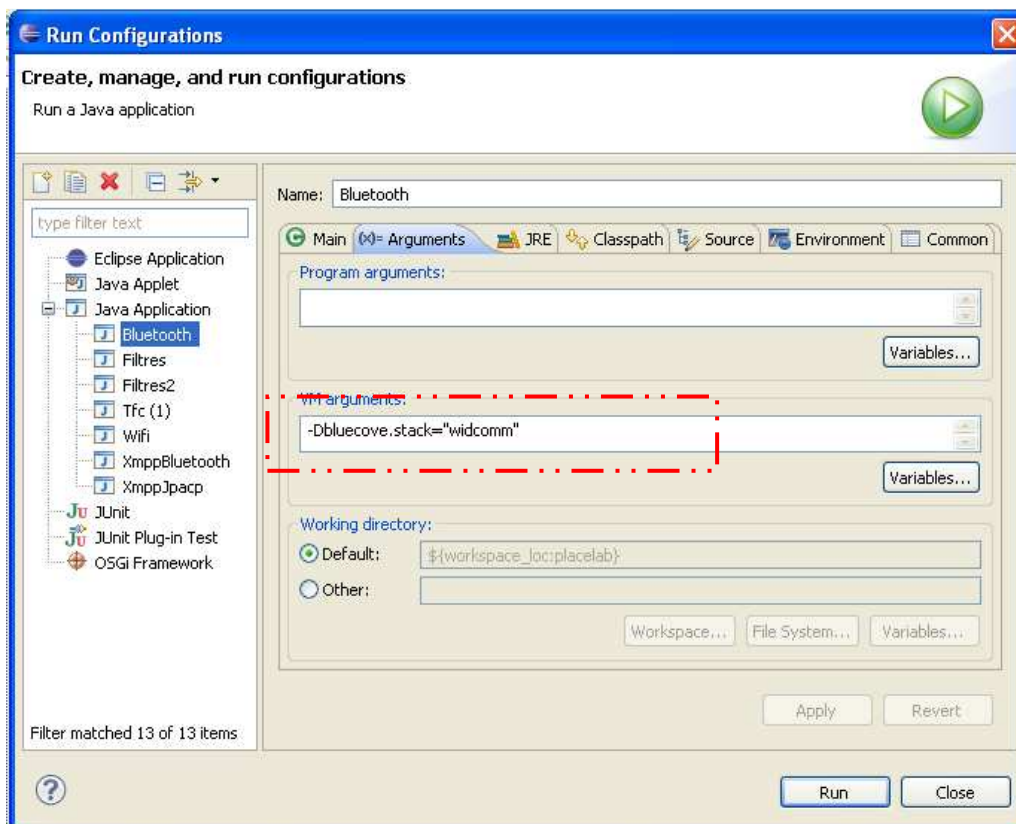 Run Configurations
Create, manage, and run configurations
Run a Java application
type filter text
Eclipse Application
Java Applet
Java Application
Bluetooth
Filtres
Filtres2
Tfc (1)
Wifi
XmppBluetooth
XmppJpacp
JUnit
JUnit Plug-in Test
OSGi Framework
Filter matched 13 of 13 items
Name: Bluetooth
Main (x)= Arguments JRE Classpath Source Environment Common
Program arguments:
Variables...
VM arguments:
-Dbluecove.stack="widcomm"
Variables...
Working directory:
Default: ${workspace_loc:placelab}
Other:
Workspace... File System... Variables...
Apply Revert
Run Close